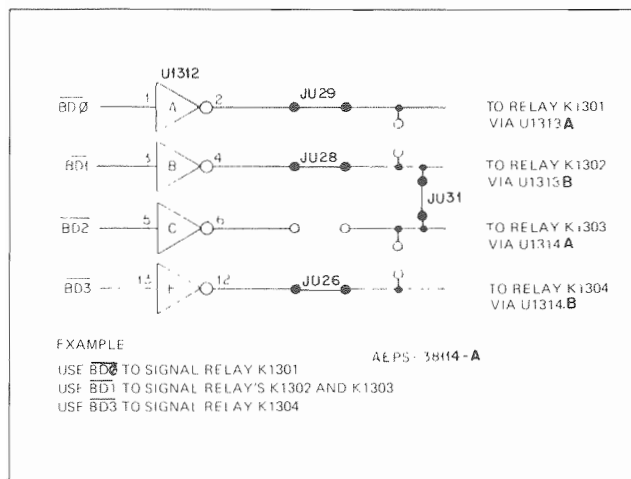 U1312
BD0 1 A 2 JU29 TO RELAY K1301
VIA U1313A
BD1 3 B 4 JU28 TO RELAY K1302
VIA U1313B
JU31
BD2 5 C 6 TO RELAY K1303
VIA U1314A
BD3 13 12 JU26 TO RELAY K1304
VIA U1314B
EXAMPLE
AEPS-38114-A
USE BD0 TO SIGNAL RELAY K1301
USE BD1 TO SIGNAL RELAY'S K1302 AND K1303
USE BD3 TO SIGNAL RELAY K1304